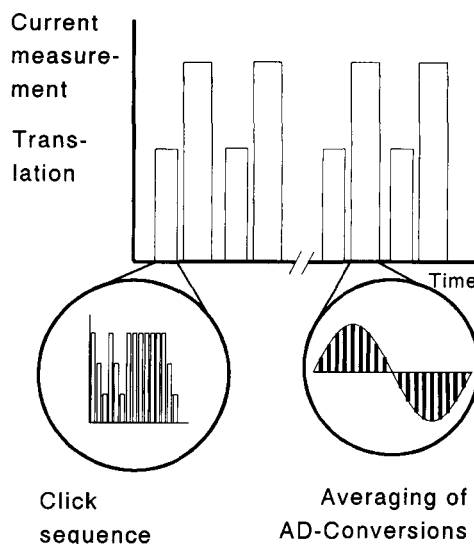 Current
measure-
ment
Trans-
lation
Time
Click
sequence
Averaging of
AD-Conversions